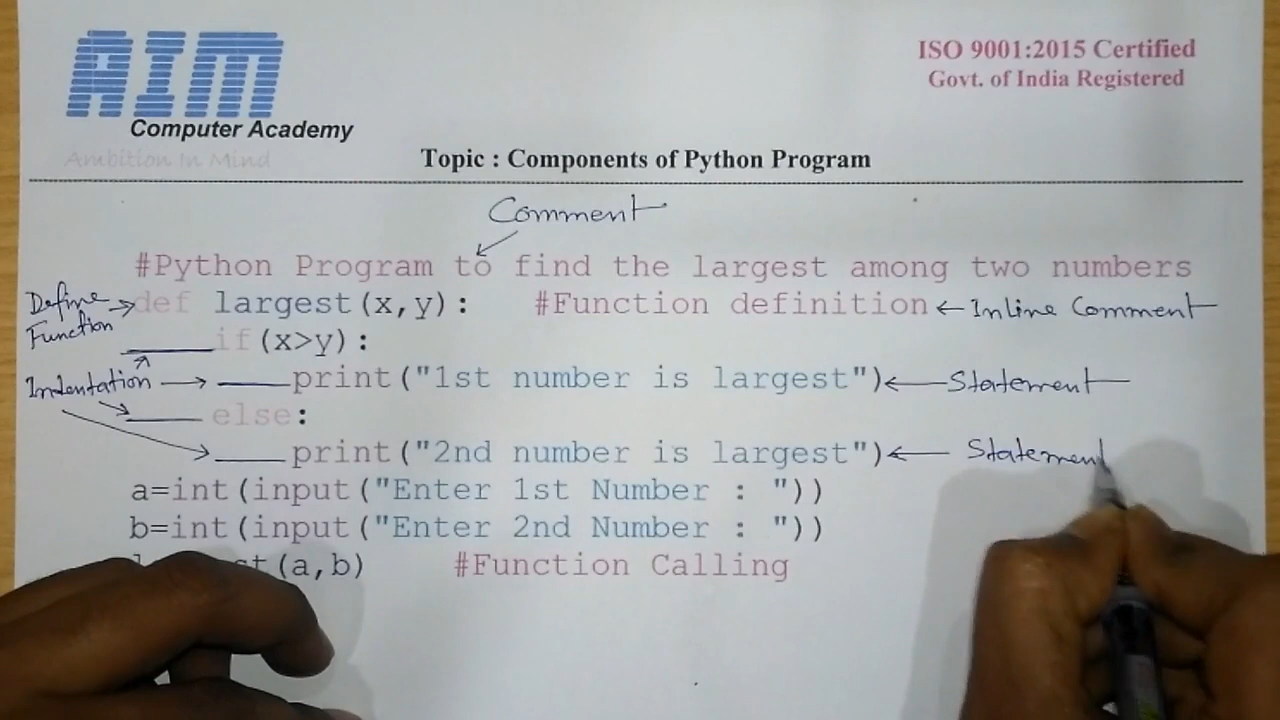 AIM
Computer Academy
Ambition In Mind
ISO 9001:2015 Certified
Govt. of India Registered
Topic : Components of Python Program
Comment
#Python Program to find the largest among two numbers
Define Function
def largest(x,y): #Function definition
Inline Comment
if(x>y):
Indentation
print("1st number is largest")
Statement
else:
print("2nd number is largest")
Statement
a=int(input("Enter 1st Number : "))
b=int(input("Enter 2nd Number : "))
(a,b) #Function Calling